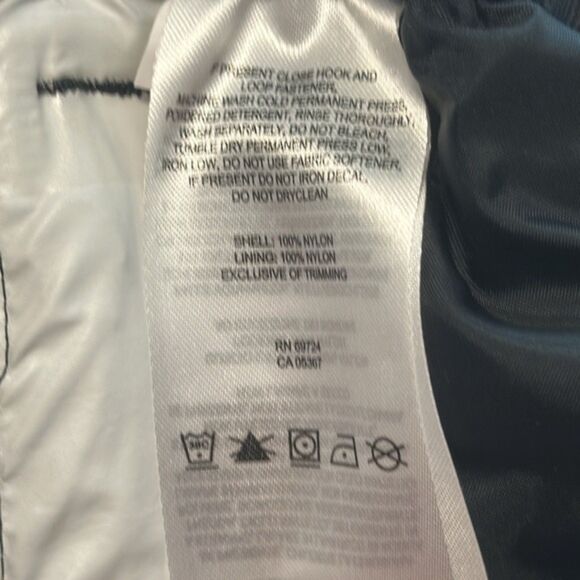 IF PRESENT CLOSE HOOK AND
LOOP FASTENER,
MACHINE WASH COLD PERMANENT PRESS,
POWDERED DETERGENT, RINSE THOROUGHLY,
WASH SEPARATELY, DO NOT BLEACH,
TUMBLE DRY PERMANENT PRESS LOW,
IRON LOW, DO NOT USE FABRIC SOFTENER,
IF PRESENT DO NOT IRON DECAL,
DO NOT DRYCLEAN
SHELL: 100% NYLON
LINING: 100% NYLON
EXCLUSIVE OF TRIMMING
RN 69724
CA 05367
30C